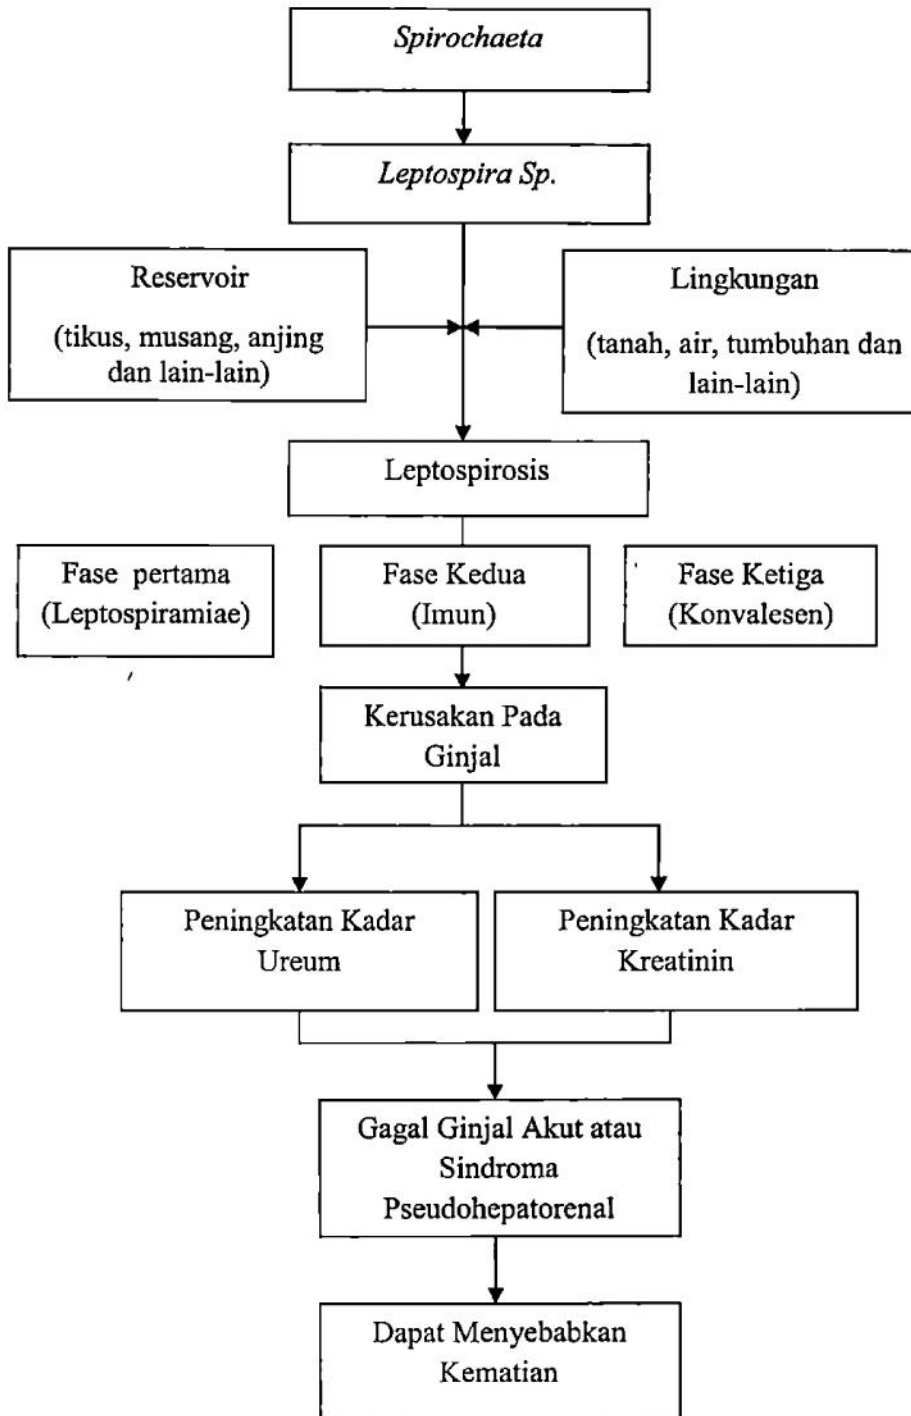 Spirochaeta
Leptospira Sp.
Reservoir
(tikus, musang, anjing
dan lain-lain)
Lingkungan
(tanah, air, tumbuhan dan
lain-lain)
Leptospirosis
Fase pertama
(Leptospiramiae)
Fase Kedua
(Imun)
Fase Ketiga
(Konvalesen)
Kerusakan Pada
Ginjal
Peningkatan Kadar
Ureum
Peningkatan Kadar
Kreatinin
Gagal Ginjal Akut atau
Sindroma
Pseudohepatorenal
Dapat Menyebabkan
Kematian